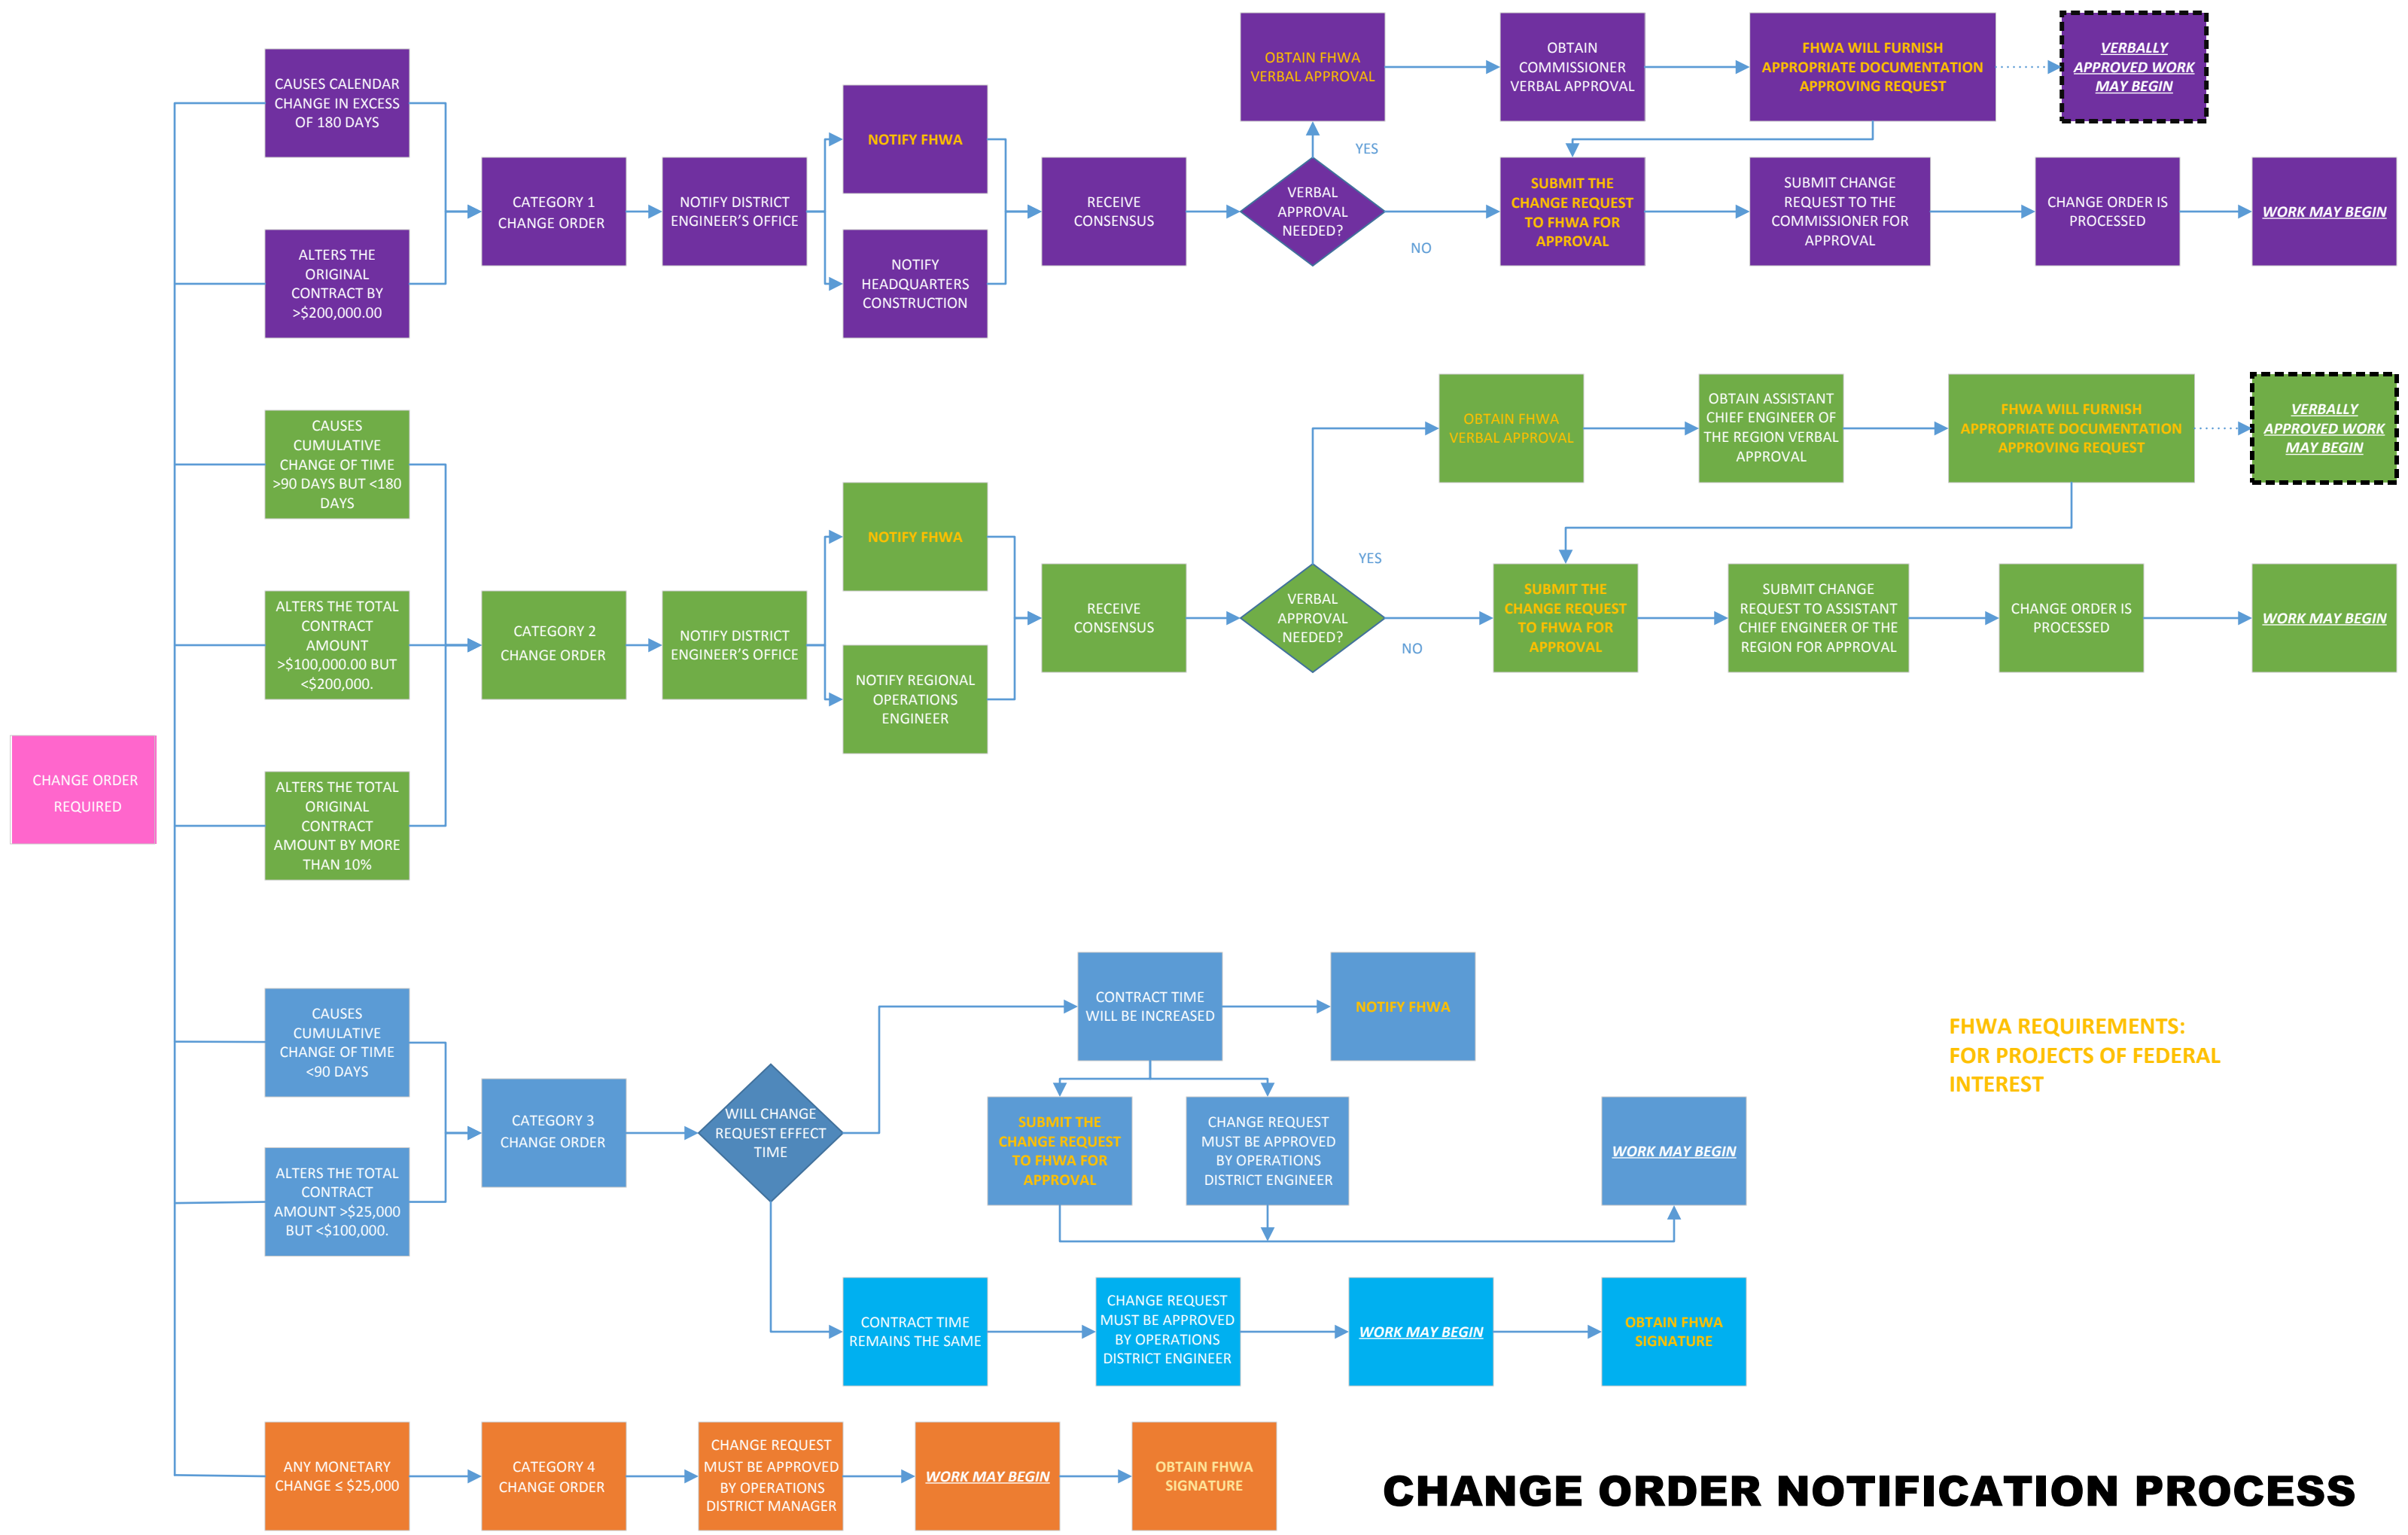 CAUSES CALENDAR
CHANGE IN EXCESS
OF 180 DAYS
ALTERS THE
ORIGINAL
CONTRACT BY
>$200,000.00
CATEGORY 1
CHANGE ORDER
NOTIFY DISTRICT
ENGINEER’S OFFICE
NOTIFY FHWA
NOTIFY
HEADQUARTERS
CONSTRUCTION
RECEIVE
CONSENSUS
VERBAL
APPROVAL
NEEDED?
YES
NO
OBTAIN FHWA
VERBAL APPROVAL
OBTAIN
COMMISSIONER
VERBAL APPROVAL
FHWA WILL FURNISH
APPROPRIATE DOCUMENTATION
APPROVING REQUEST
VERBALLY
APPROVED WORK
MAY BEGIN
SUBMIT THE
CHANGE REQUEST
TO FHWA FOR
APPROVAL
SUBMIT CHANGE
REQUEST TO THE
COMMISSIONER FOR
APPROVAL
CHANGE ORDER IS
PROCESSED
WORK MAY BEGIN
CAUSES
CUMULATIVE
CHANGE OF TIME
>90 DAYS BUT <180
DAYS
ALTERS THE TOTAL
CONTRACT
AMOUNT
>$100,000.00 BUT
<$200,000.
ALTERS THE TOTAL
ORIGINAL
CONTRACT
AMOUNT BY MORE
THAN 10%
CATEGORY 2
CHANGE ORDER
NOTIFY DISTRICT
ENGINEER’S OFFICE
NOTIFY FHWA
NOTIFY REGIONAL
OPERATIONS
ENGINEER
RECEIVE
CONSENSUS
VERBAL
APPROVAL
NEEDED?
YES
NO
OBTAIN FHWA
VERBAL APPROVAL
OBTAIN ASSISTANT
CHIEF ENGINEER OF
THE REGION VERBAL
APPROVAL
FHWA WILL FURNISH
APPROPRIATE DOCUMENTATION
APPROVING REQUEST
VERBALLY
APPROVED WORK
MAY BEGIN
SUBMIT THE
CHANGE REQUEST
TO FHWA FOR
APPROVAL
SUBMIT CHANGE
REQUEST TO ASSISTANT
CHIEF ENGINEER OF THE
REGION FOR APPROVAL
CHANGE ORDER IS
PROCESSED
WORK MAY BEGIN
CHANGE ORDER
REQUIRED
CAUSES
CUMULATIVE
CHANGE OF TIME
<90 DAYS
ALTERS THE TOTAL
CONTRACT
AMOUNT >$25,000
BUT <$100,000.
CATEGORY 3
CHANGE ORDER
WILL CHANGE
REQUEST EFFECT
TIME
CONTRACT TIME
WILL BE INCREASED
NOTIFY FHWA
SUBMIT THE
CHANGE REQUEST
TO FHWA FOR
APPROVAL
CHANGE REQUEST
MUST BE APPROVED
BY OPERATIONS
DISTRICT ENGINEER
WORK MAY BEGIN
FHWA REQUIREMENTS:
FOR PROJECTS OF FEDERAL
INTEREST
CONTRACT TIME
REMAINS THE SAME
CHANGE REQUEST
MUST BE APPROVED
BY OPERATIONS
DISTRICT ENGINEER
WORK MAY BEGIN
OBTAIN FHWA
SIGNATURE
ANY MONETARY
CHANGE ≤ $25,000
CATEGORY 4
CHANGE ORDER
CHANGE REQUEST
MUST BE APPROVED
BY OPERATIONS
DISTRICT MANAGER
WORK MAY BEGIN
OBTAIN FHWA
SIGNATURE
CHANGE ORDER NOTIFICATION PROCESS